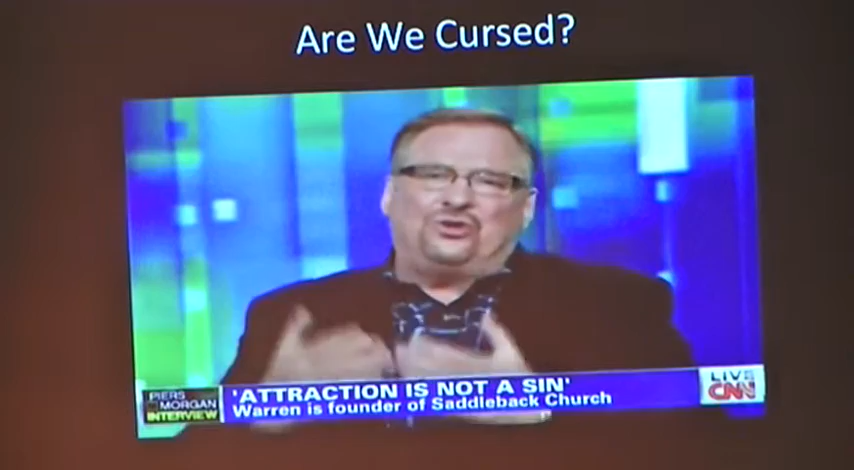 Are We Cursed?
PIERS
MORGAN
INTERVIEW
'ATTRACTION IS NOT A SIN'
Warren is founder of Saddleback Church
LIVE
CNN